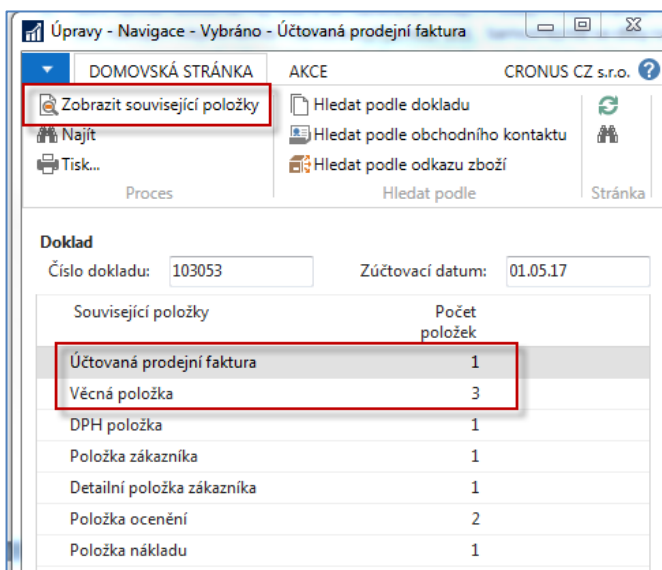 Úpravy - Navigace - Vybráno - Účtovaná prodejní faktura
DOMOVSKÁ STRÁNKA AKCE CRONUS CZ s.r.o. ?
Zobrazit související položky Hledat podle dokladu
Najít Hledat podle obchodního kontaktu
Tisk... Hledat podle odkazu zboží
Proces Hledat podle Stránka
Doklad
Číslo dokladu: 103053 Zúčtovací datum: 01.05.17
Související položky Počet
položek
Účtovaná prodejní faktura 1
Věcná položka 3
DPH položka 1
Položka zákazníka 1
Detailní položka zákazníka 1
Položka ocenění 2
Položka nákladu 1